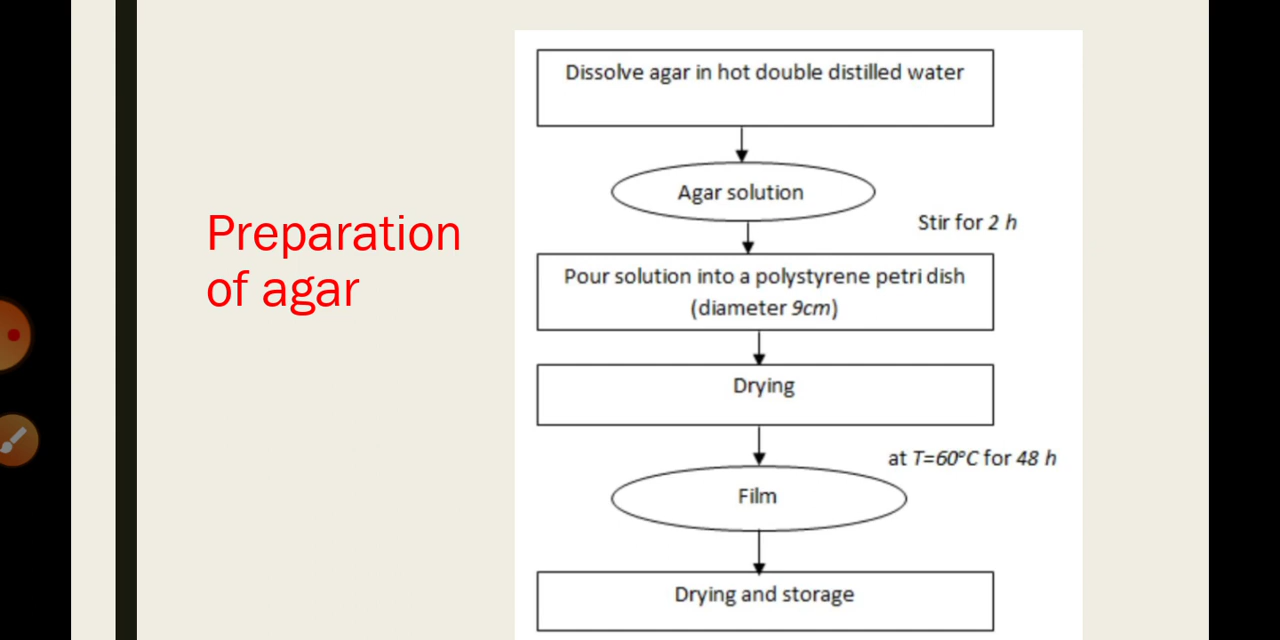 Preparation
of agar
Dissolve agar in hot double distilled water
Agar solution
Stir for 2 h
Pour solution into a polystyrene petri dish
(diameter 9cm)
Drying
at T=60°C for 48 h
Film
Drying and storage